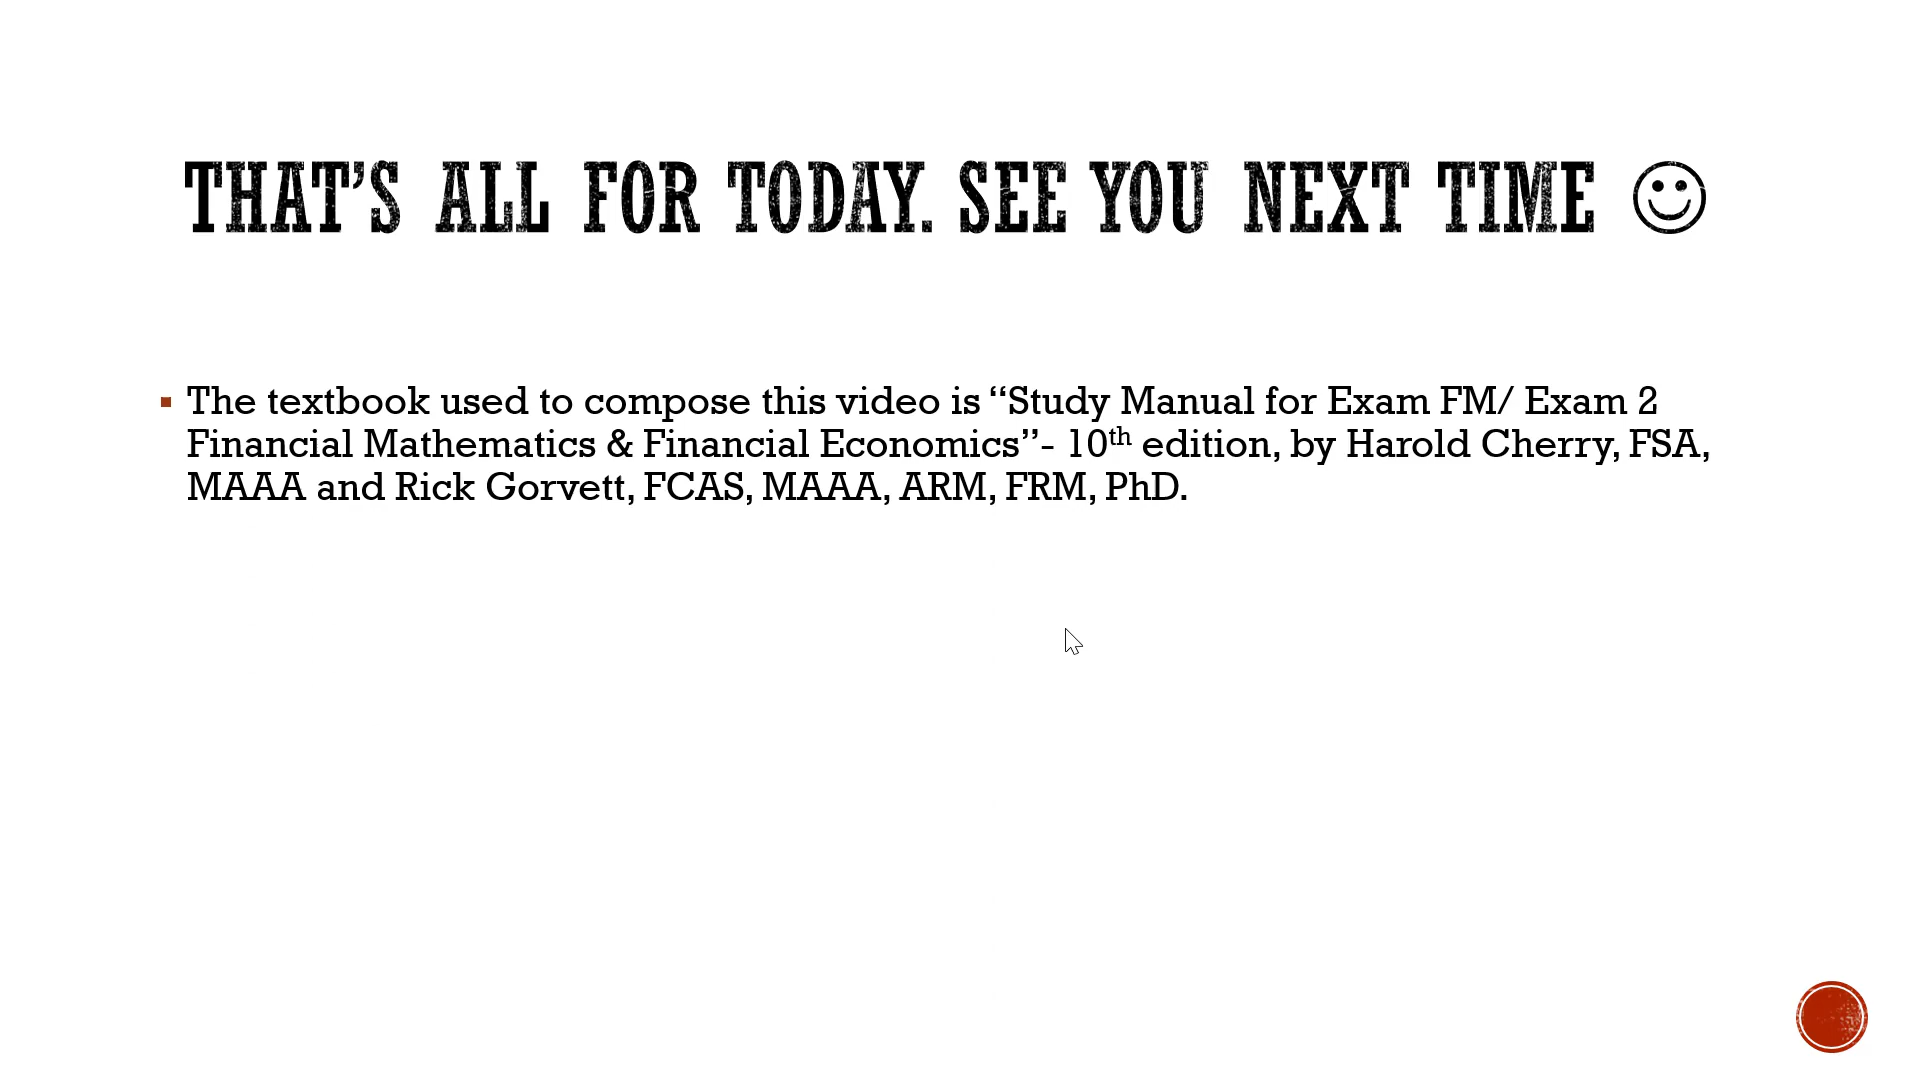 THAT’S ALL FOR TODAY. SEE YOU NEXT TIME ☺
▪ The textbook used to compose this video is “Study Manual for Exam FM/ Exam 2
Financial Mathematics & Financial Economics”- 10th edition, by Harold Cherry, FSA,
MAAA and Rick Gorvett, FCAS, MAAA, ARM, FRM, PhD.